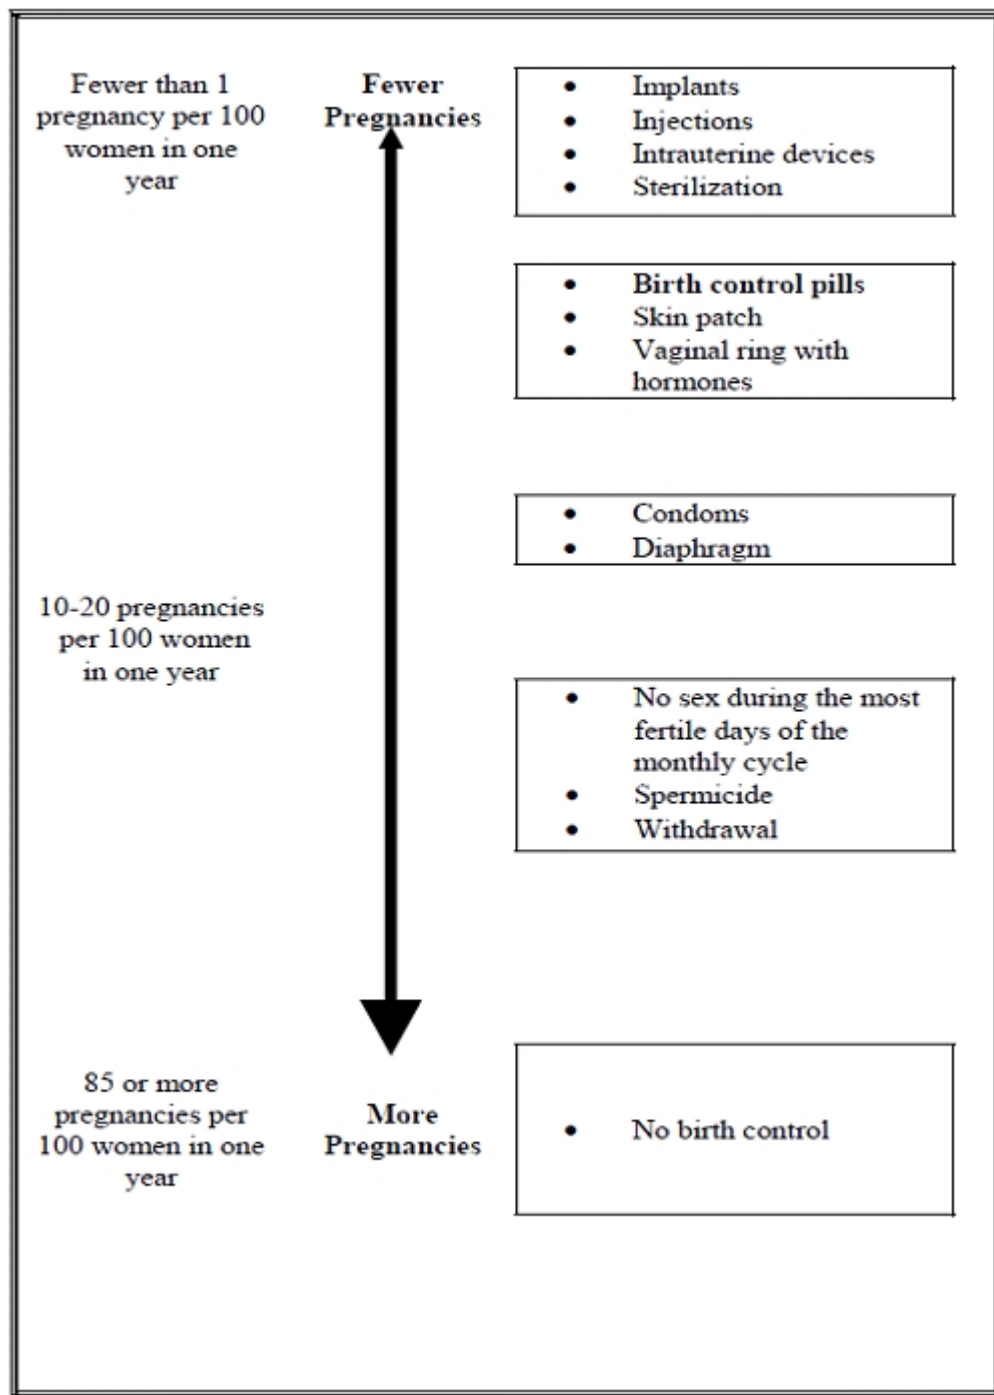 Fewer than 1
pregnancy per 100
women in one
year
Fewer
Pregnancies
• Implants
• Injections
• Intrauterine devices
• Sterilization
• Birth control pills
• Skin patch
• Vaginal ring with
hormones
• Condoms
• Diaphragm
10-20 pregnancies
per 100 women
in one year
• No sex during the most
fertile days of the
monthly cycle
• Spermicide
• Withdrawal
85 or more
pregnancies per
100 women in one
year
More
Pregnancies
• No birth control